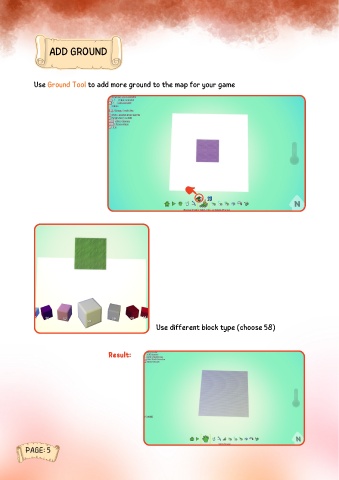 ADD GROUND
Use Ground Tool to add more ground to the map for your game
N
Use different block type (choose 58)
Result:
N
PAGE: 5